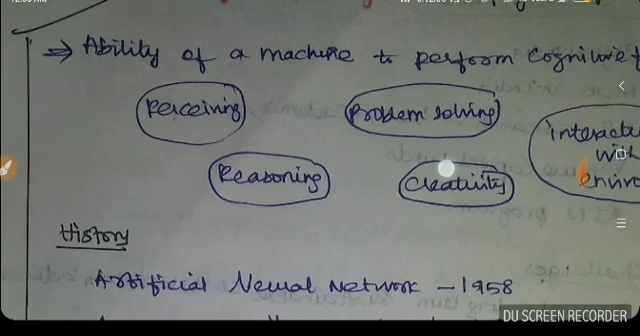 ⇒ Ability of a machine to perform Cognitive f
Perceiving
Problem solving
Interact
with
enviro
Reasoning
Creativity
History
Artificial Neural Network - 1958
DU SCREEN RECORDER